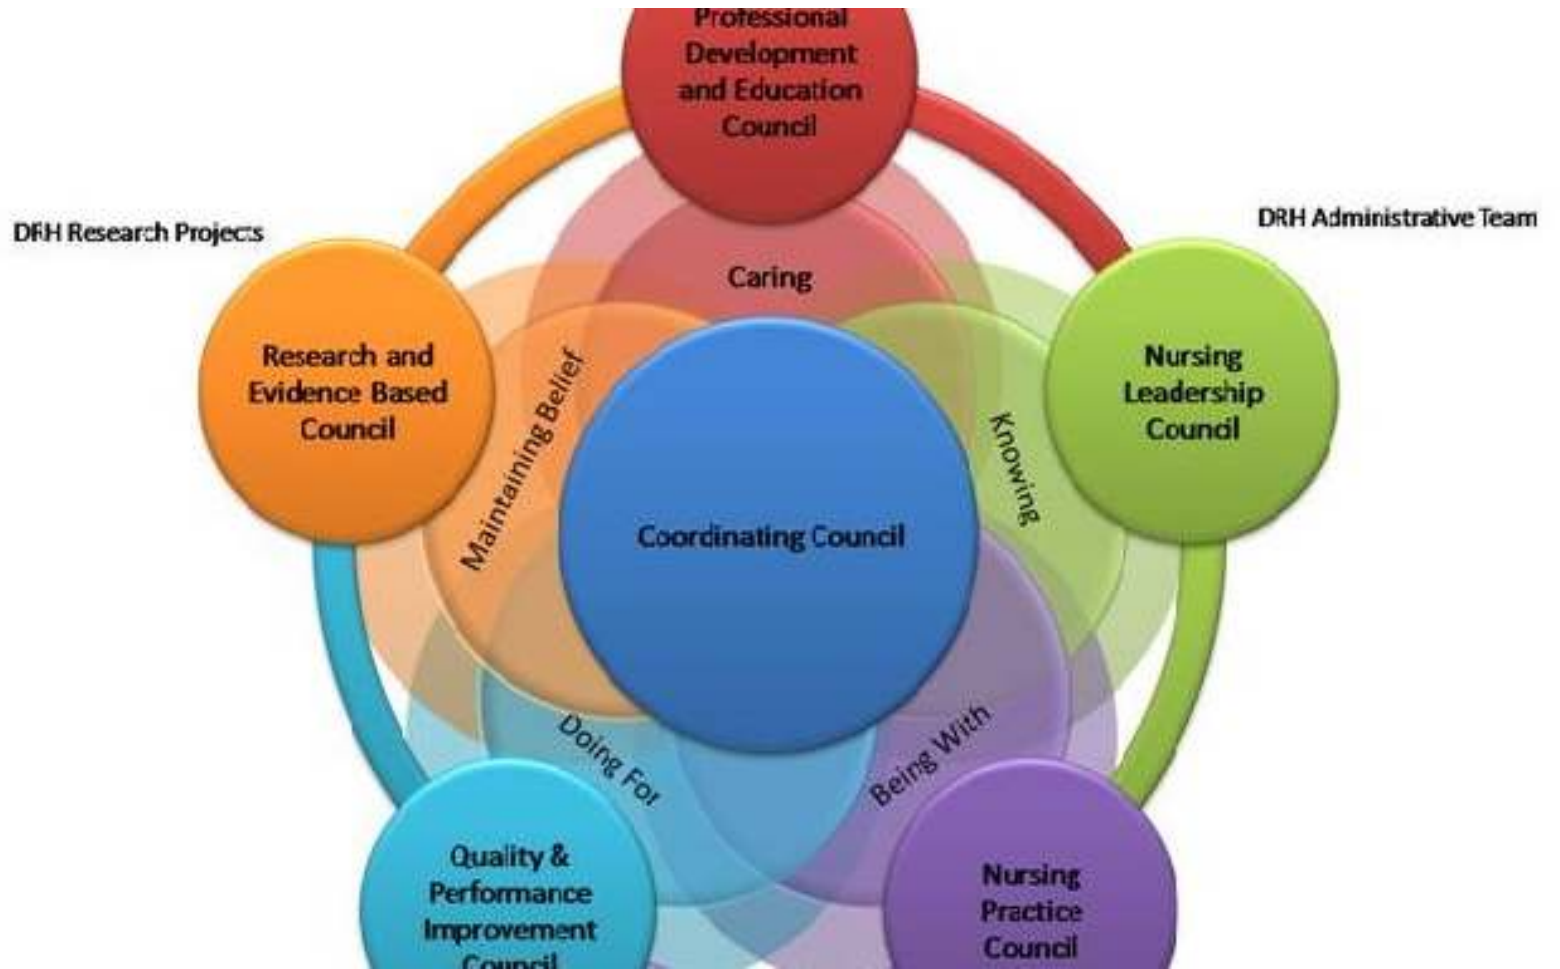 Professional
Development
and Education
Council
DRH Research Projects
DRH Administrative Team
Caring
Research and
Evidence Based
Council
Nursing
Leadership
Council
Maintaining Belief
Knowing
Coordinating Council
Doing For
Being With
Quality &
Performance
Improvement
Council
Nursing
Practice
Council